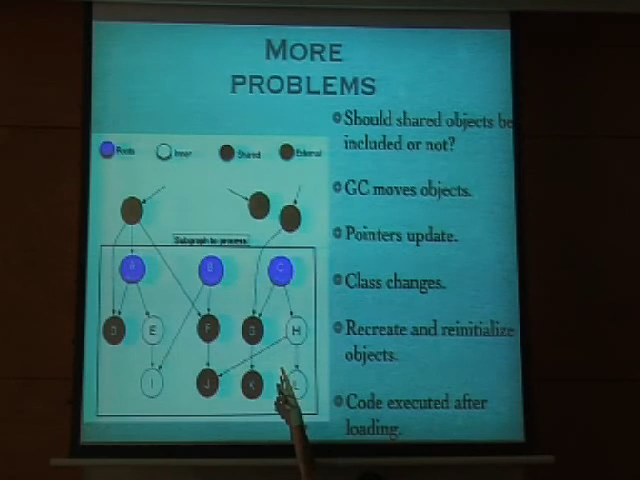 MORE
PROBLEMS
Should shared objects be
included or not?
GC moves objects.
Pointers update.
Class changes.
Recreate and reinitialize
objects.
Code executed after
loading.
Roots Inner Shared External
Subgraph to process
A B C
D E F G H
I J K L